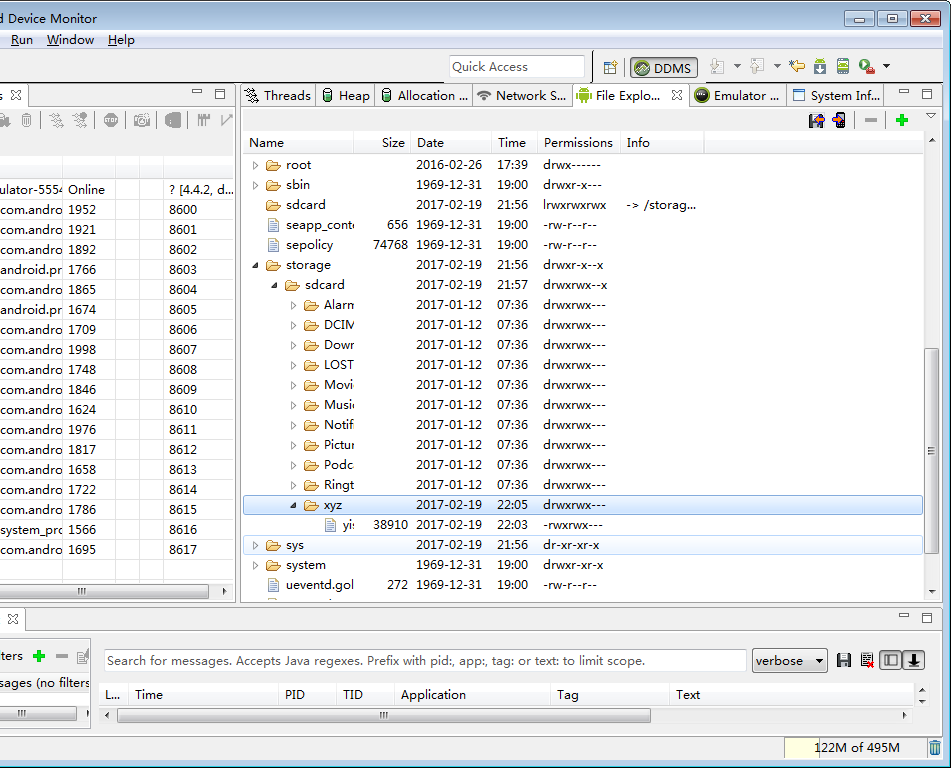 d Device Monitor
Run Window Help
Quick Access
DDMS
s
Threads Heap Allocation ... Network S... File Explo... Emulator ... System Inf...
Name Size Date Time Permissions Info
root 2016-02-26 17:39 drwx------
sbin 1969-12-31 19:00 drwxr-x---
sdcard 2017-02-19 21:56 lrwxrwxrwx -> /storag...
seapp_conte 656 1969-12-31 19:00 -rw-r--r--
sepolicy 74768 1969-12-31 19:00 -rw-r--r--
storage 2017-02-19 21:56 drwxr-x--x
sdcard 2017-02-19 21:57 drwxrwx--x
Alarm 2017-01-12 07:36 drwxrwx---
DCIM 2017-01-12 07:36 drwxrwx---
Down 2017-01-12 07:36 drwxrwx---
LOST 2017-01-12 07:36 drwxrwx---
Movi 2017-01-12 07:36 drwxrwx---
Musi 2017-01-12 07:36 drwxrwx---
Notif 2017-01-12 07:36 drwxrwx---
Pictur 2017-01-12 07:36 drwxrwx---
Podc 2017-01-12 07:36 drwxrwx---
Ringt 2017-01-12 07:36 drwxrwx---
xyz 2017-02-19 22:05 drwxrwx---
yi 38910 2017-02-19 22:03 -rwxrwx---
sys 2017-02-19 21:56 dr-xr-xr-x
system 1969-12-31 19:00 drwxr-xr-x
ueventd.gol 272 1969-12-31 19:00 -rw-r--r--
ulator-5554 Online ? [4.4.2, d...
com.andro 1952 8600
com.andro 1921 8601
com.andro 1892 8602
android.pr 1766 8603
com.andro 1865 8604
android.pr 1674 8605
com.andro 1709 8606
com.andro 1998 8607
com.andro 1748 8608
com.andro 1846 8609
com.andro 1624 8610
com.andro 1976 8611
com.andro 1817 8612
com.andro 1658 8613
com.andro 1722 8614
com.andro 1786 8615
system_pro 1566 8616
com.andro 1695 8617
lters
sages (no filters
Search for messages. Accepts Java regexes. Prefix with pid:, app:, tag: or text: to limit scope.
verbose
L... Time PID TID Application Tag Text
122M of 495M